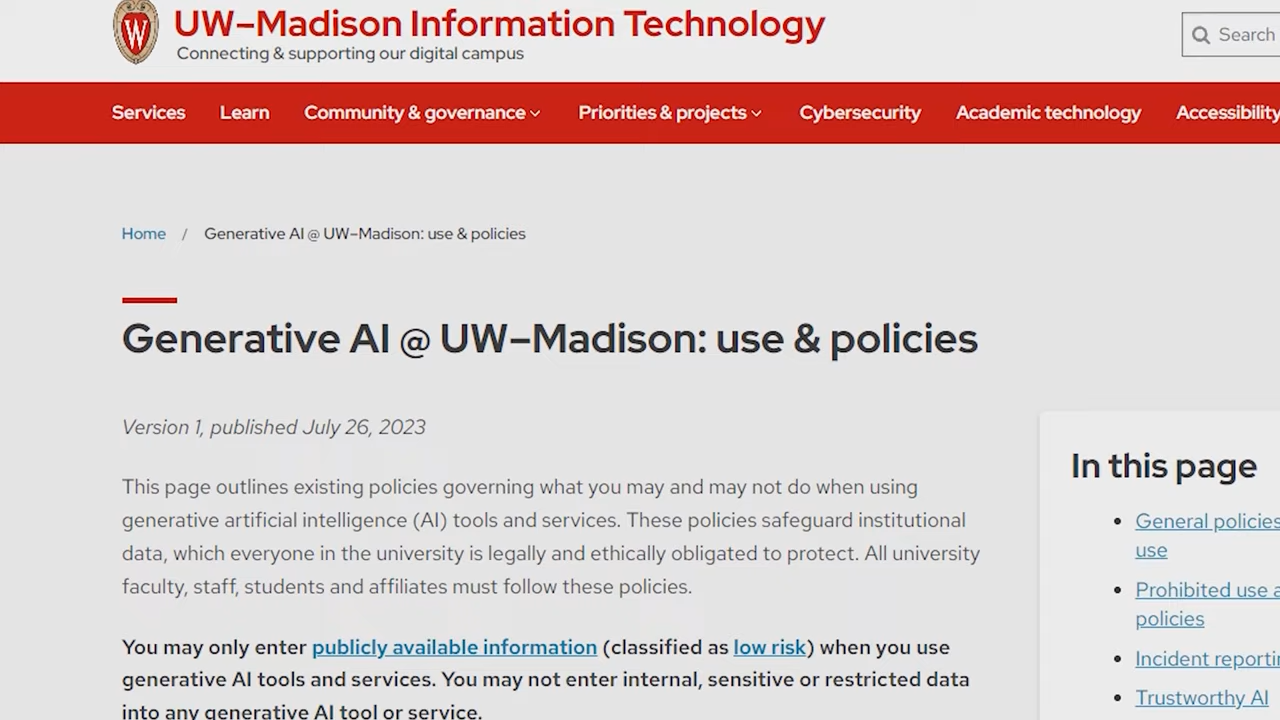 W
UW–Madison Information Technology
Connecting & supporting our digital campus
Search
Services Learn Community & governance Priorities & projects Cybersecurity Academic technology Accessibility
Home / Generative AI @ UW–Madison: use & policies
Generative AI @ UW–Madison: use & policies
Version 1, published July 26, 2023
This page outlines existing policies governing what you may and may not do when using
generative artificial intelligence (AI) tools and services. These policies safeguard institutional
data, which everyone in the university is legally and ethically obligated to protect. All university
faculty, staff, students and affiliates must follow these policies.
You may only enter publicly available information (classified as low risk) when you use
generative AI tools and services. You may not enter internal, sensitive or restricted data
into any generative AI tool or service.
In this page
General policies
use
Prohibited use
policies
Incident
Trustworthy AI